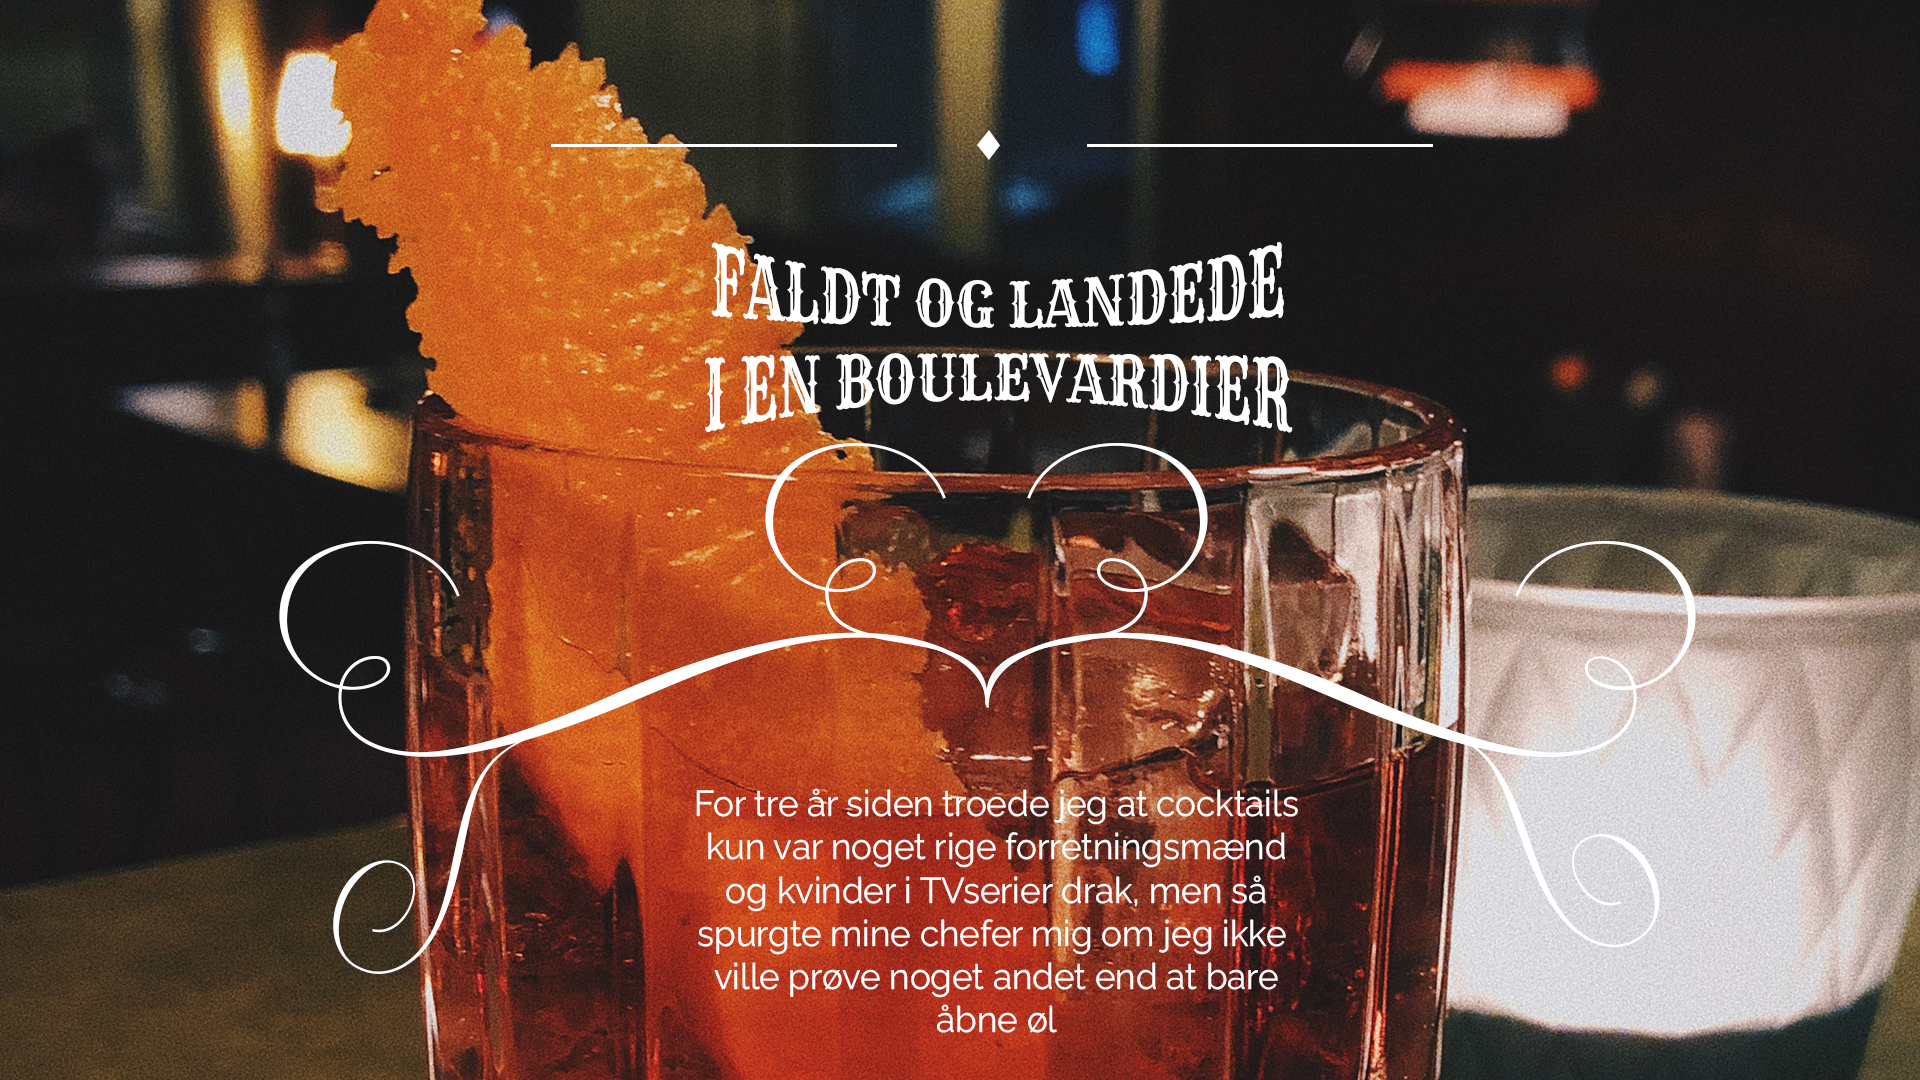 FALDT OG LANDEDE
I EN BOULEVARDIER
For tre år siden troede jeg at cocktails
kun var noget rige forretningsmænd
og kvinder i TVserier drak, men så
spurgte mine chefer mig om jeg ikke
ville prøve noget andet end at bare
åbne øl